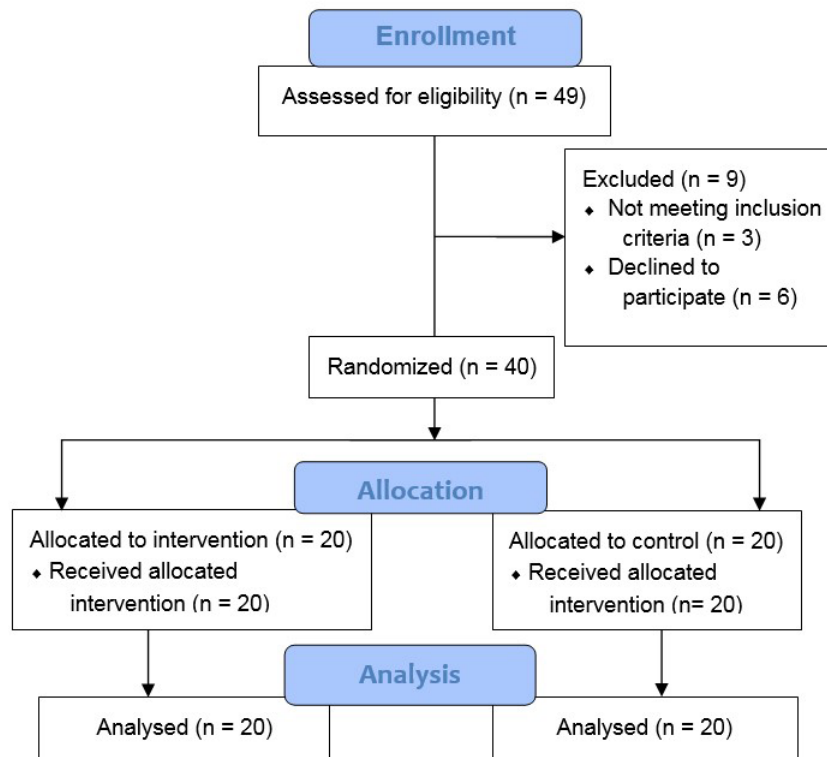 Enrollment
Assessed for eligibility (n = 49)
Excluded (n = 9)
⬥ Not meeting inclusion
criteria (n = 3)
⬥ Declined to
participate (n = 6)
Randomized (n = 40)
Allocation
Allocated to intervention (n = 20)
⬥ Received allocated
intervention (n = 20)
Allocated to control (n = 20)
⬥ Received allocated
intervention (n= 20)
Analysis
Analysed (n = 20)
Analysed (n = 20)